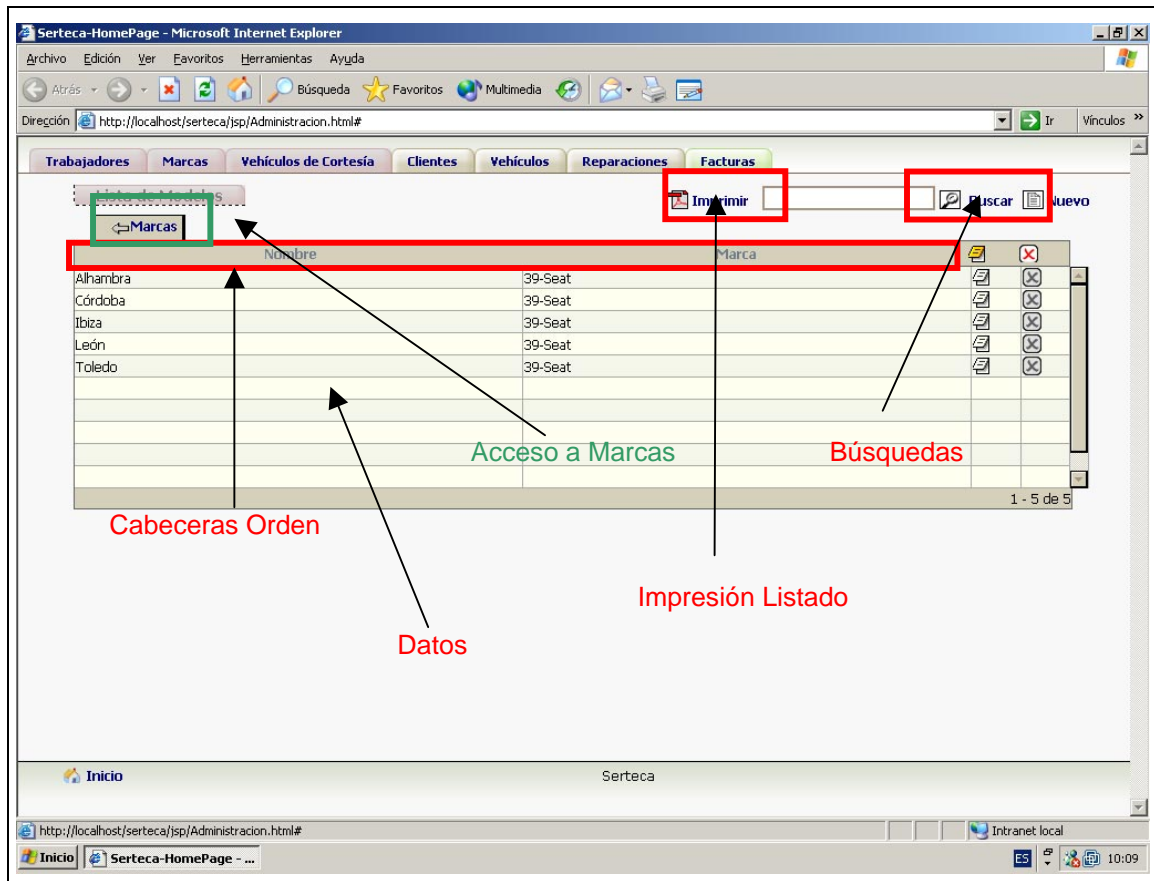 Serteca-HomePage - Microsoft Internet Explorer
Archivo Edición Ver Favoritos Herramientas Ayuda
Atrás Búsqueda Favoritos Multimedia
Dirección http://localhost/serteca/jsp/Administracion.html# Ir Vínculos »
Trabajadores Marcas Vehículos de Cortesía Clientes Vehículos Reparaciones Facturas
Lista de Modelos Imprimir Buscar Nuevo
Marcas
Nombre Marca
Alhambra 39-Seat
Córdoba 39-Seat
Ibiza 39-Seat
León 39-Seat
Toledo 39-Seat
Acceso a Marcas Búsquedas
1 - 5 de 5
Cabeceras Orden
Impresión Listado
Datos
Inicio Serteca
http://localhost/serteca/jsp/Administracion.html# Intranet local
Inicio Serteca-HomePage - ... ES 10:09